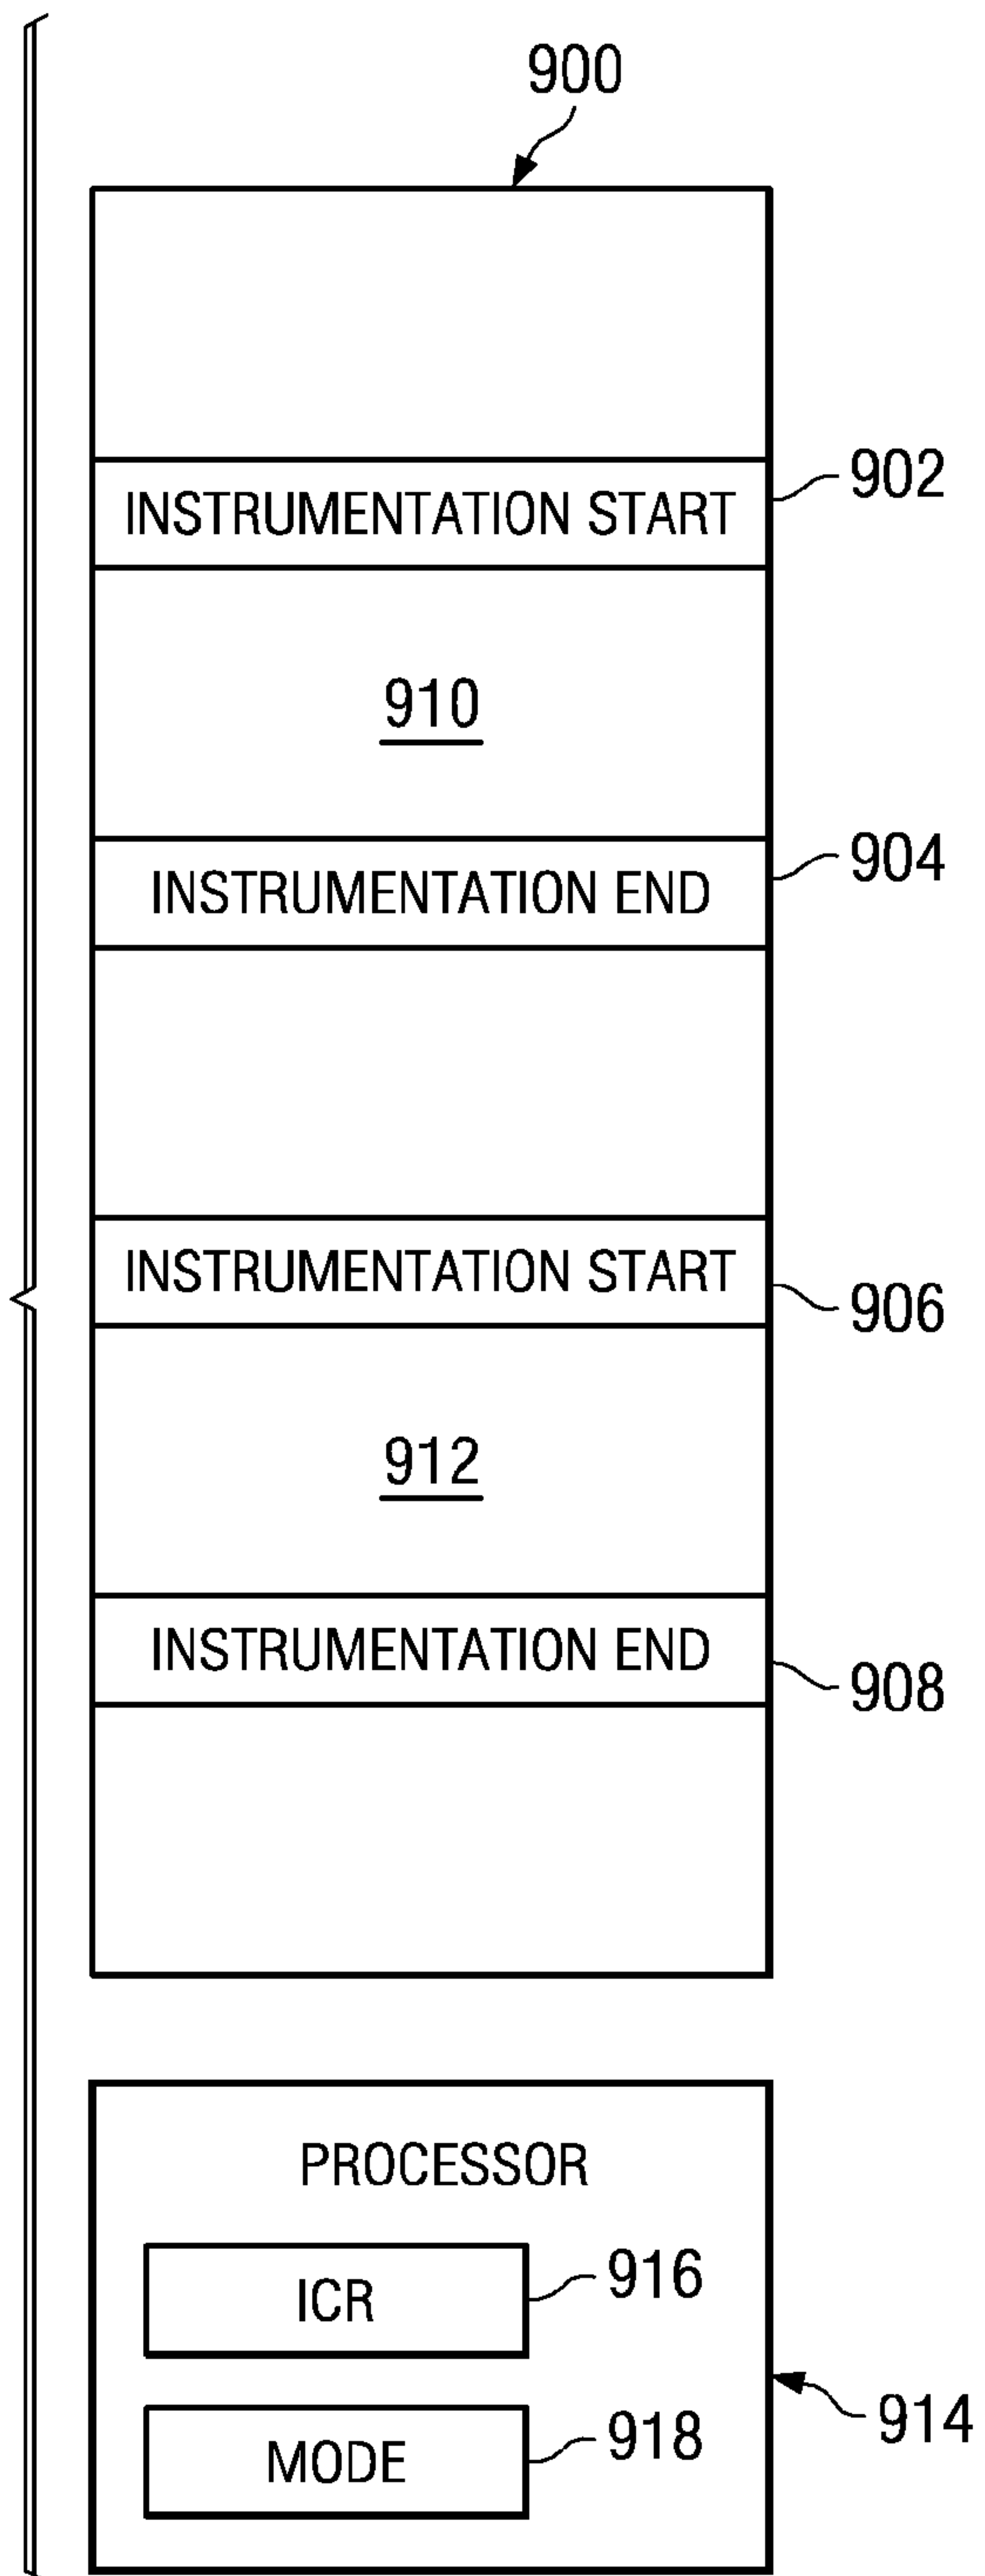 900
902
INSTRUMENTATION START
910
904
INSTRUMENTATION END
INSTRUMENTATION START
906
912
INSTRUMENTATION END
908
PROCESSOR
ICR
916
MODE
918
914